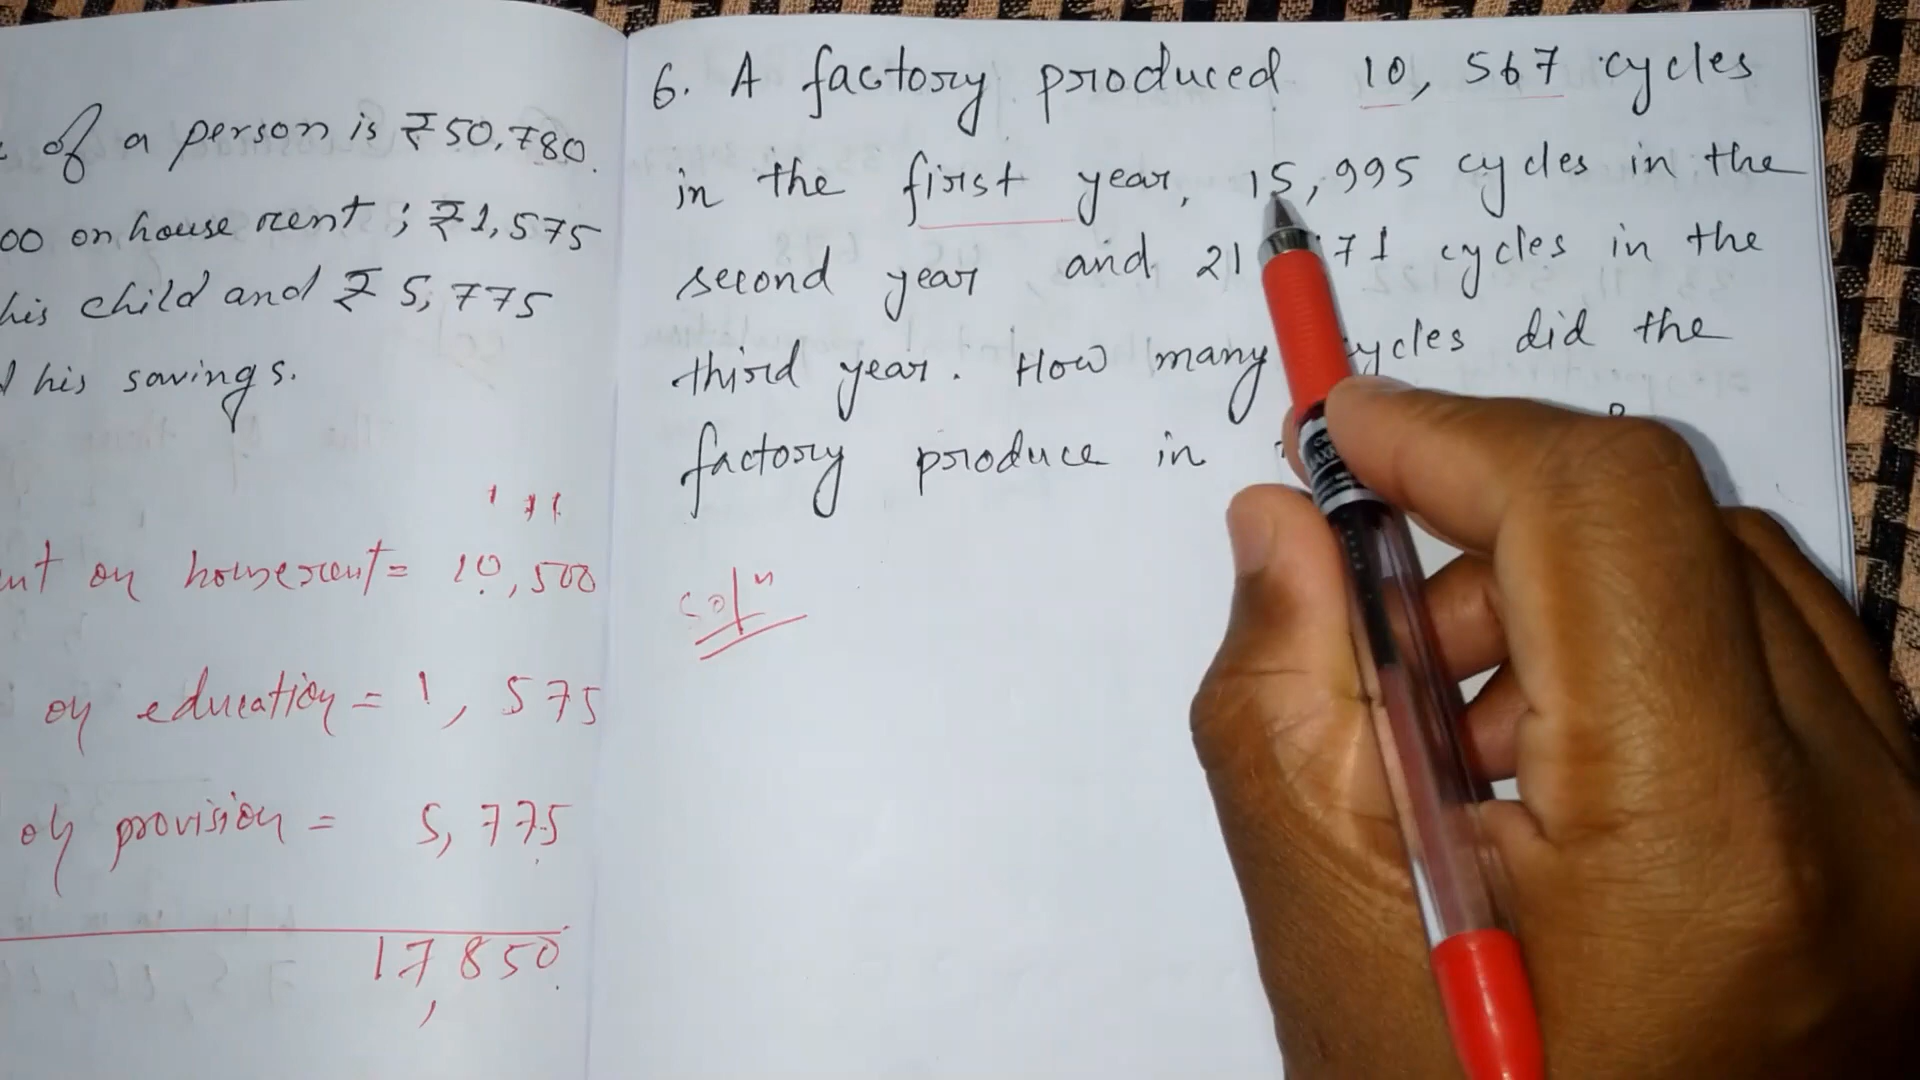 of a person is ₹50,780.
00 on house rent ; ₹1,575
his child and ₹ 5,775
his savings.
on houserent = 10,500
on education = 1,575
on provision = 5,775
17,850
6. A factory produced 10,567 cycles
in the first year, 15,995 cycles in the
second year and 21 71 cycles in the
third year. How many cycles did the
factory produce in
Solⁿ